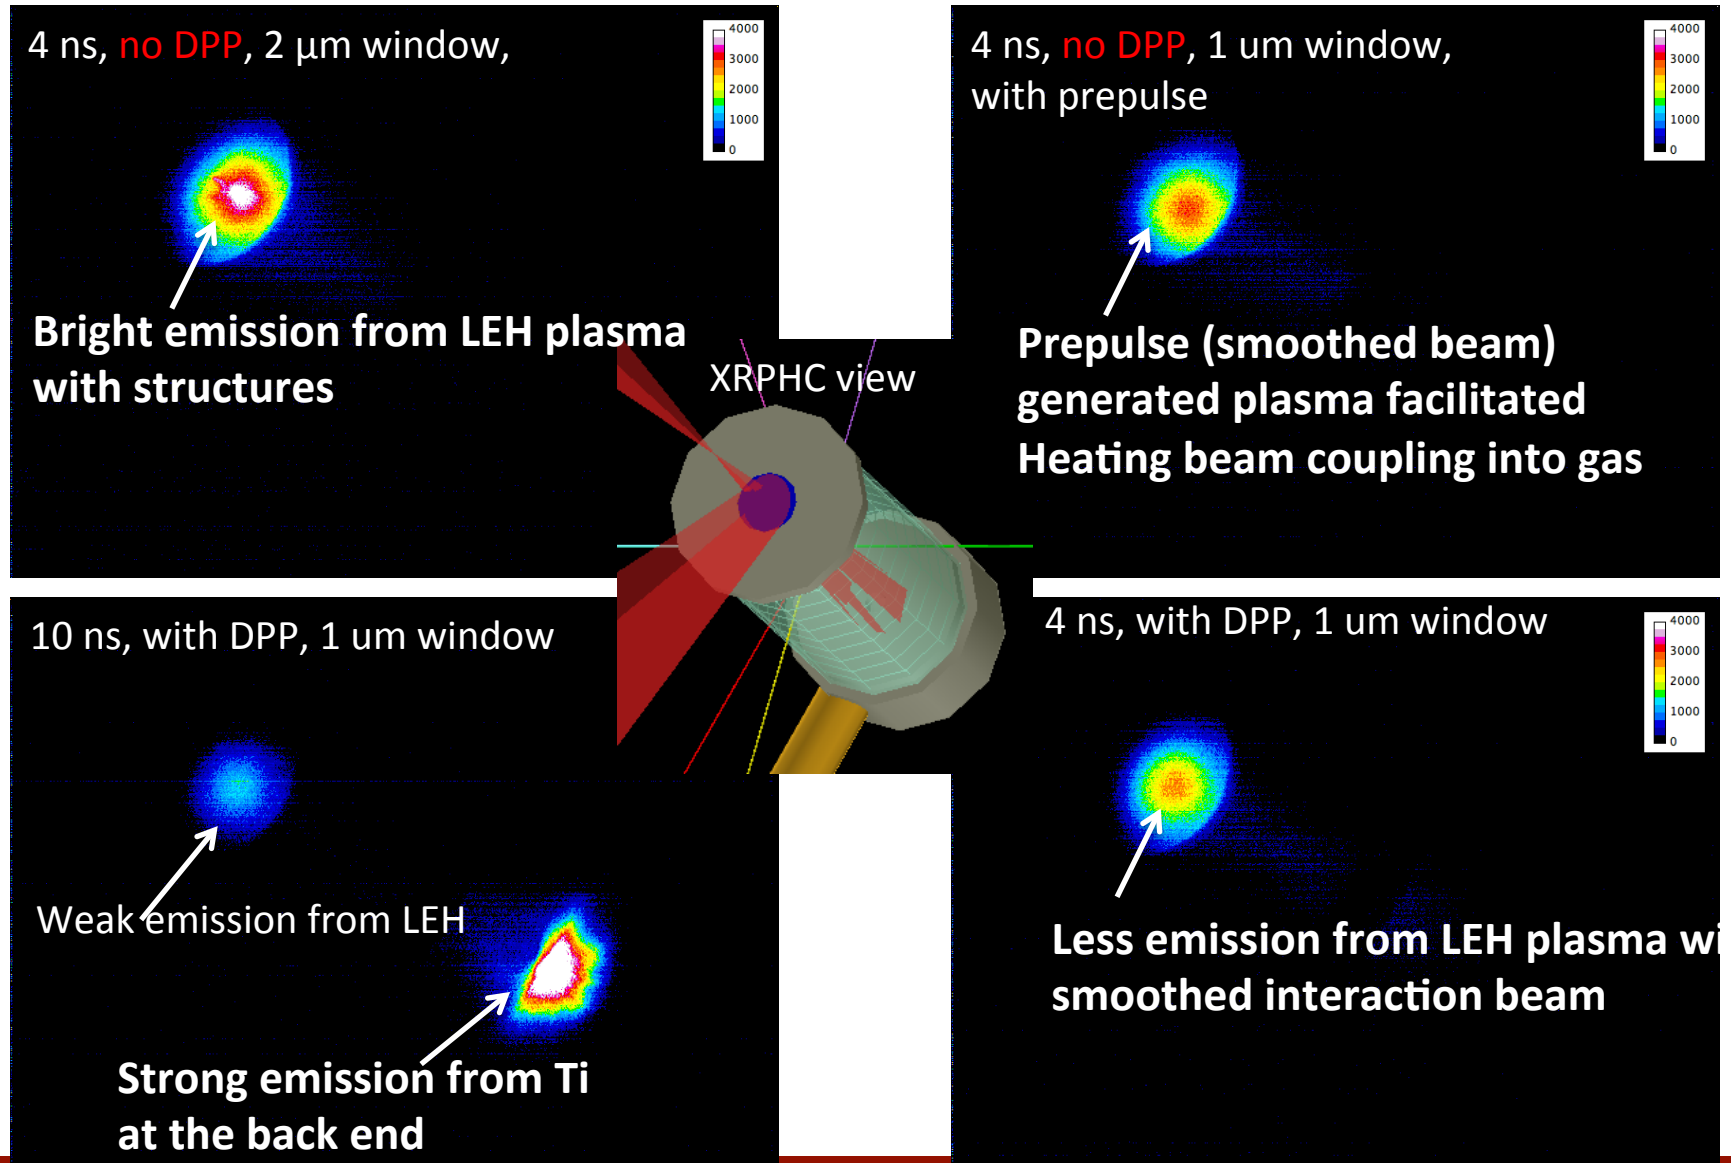 4 ns, no DPP, 2 μm window,
4000
3000
2000
1000
0
Bright emission from LEH plasma
with structures
4 ns, no DPP, 1 um window,
with prepulse
4000
3000
2000
1000
0
Prepulse (smoothed beam)
generated plasma facilitated
Heating beam coupling into gas
XRPHC view
10 ns, with DPP, 1 um window
Weak emission from LEH
Strong emission from Ti
at the back end
4 ns, with DPP, 1 um window
4000
3000
2000
1000
0
Less emission from LEH plasma wi
smoothed interaction beam